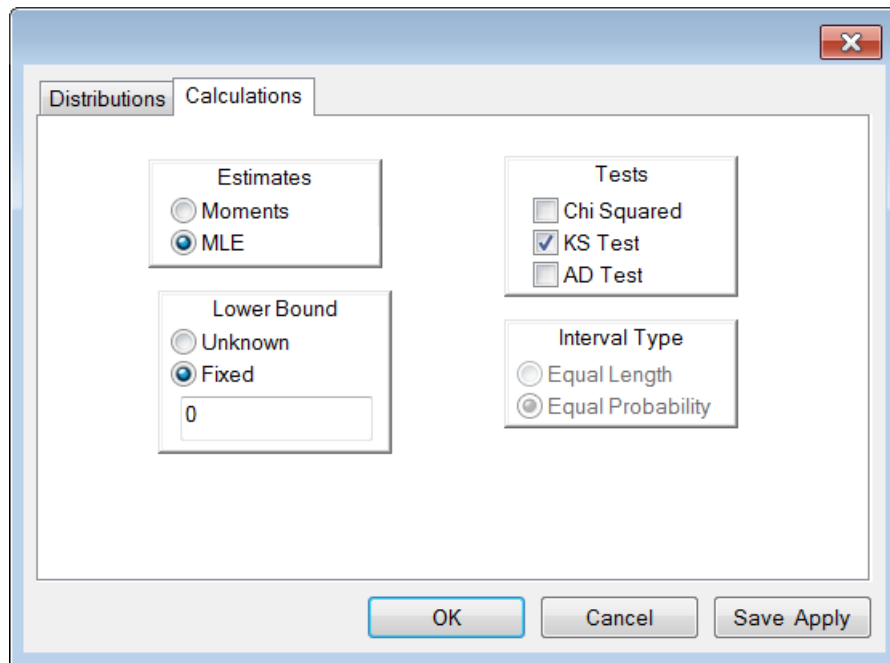 Distributions
Calculations
Estimates
Moments
MLE
Lower Bound
Unknown
Fixed
0
Tests
Chi Squared
KS Test
AD Test
Interval Type
Equal Length
Equal Probability
OK
Cancel
Save Apply